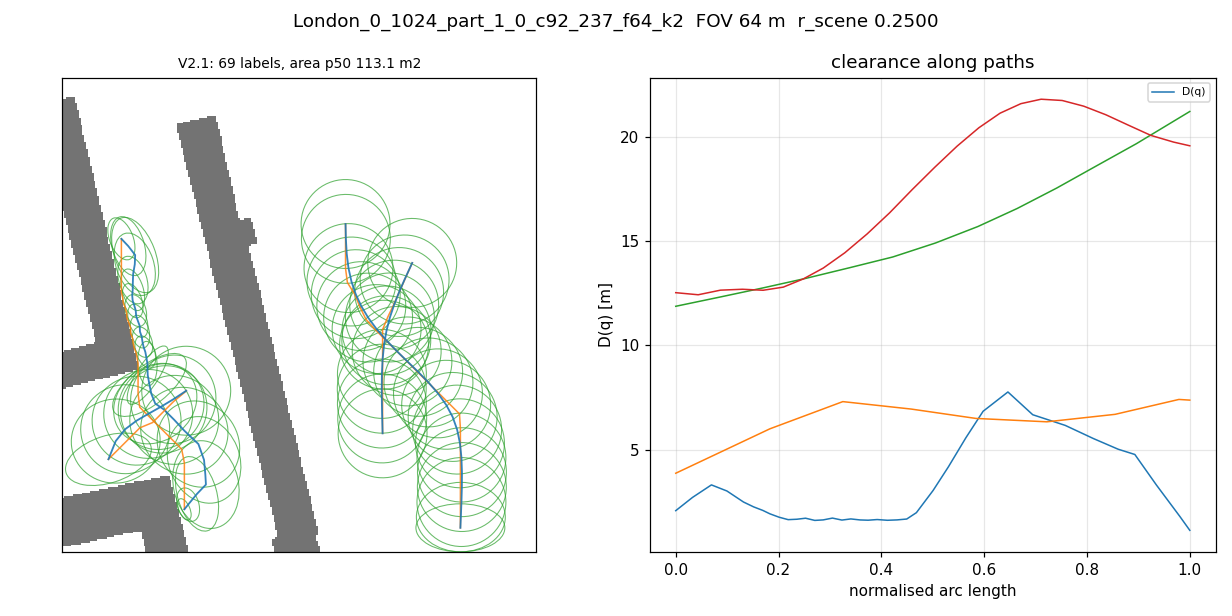 London_0_1024_part_1_0_c92_237_f64_k2 FOV 64 m r_scene 0.2500
V2.1: 69 labels, area p50 113.1 m2
clearance along paths
D(q)
D(q) [m]
20
15
10
5
0.0 0.2 0.4 0.6 0.8 1.0
normalised arc length